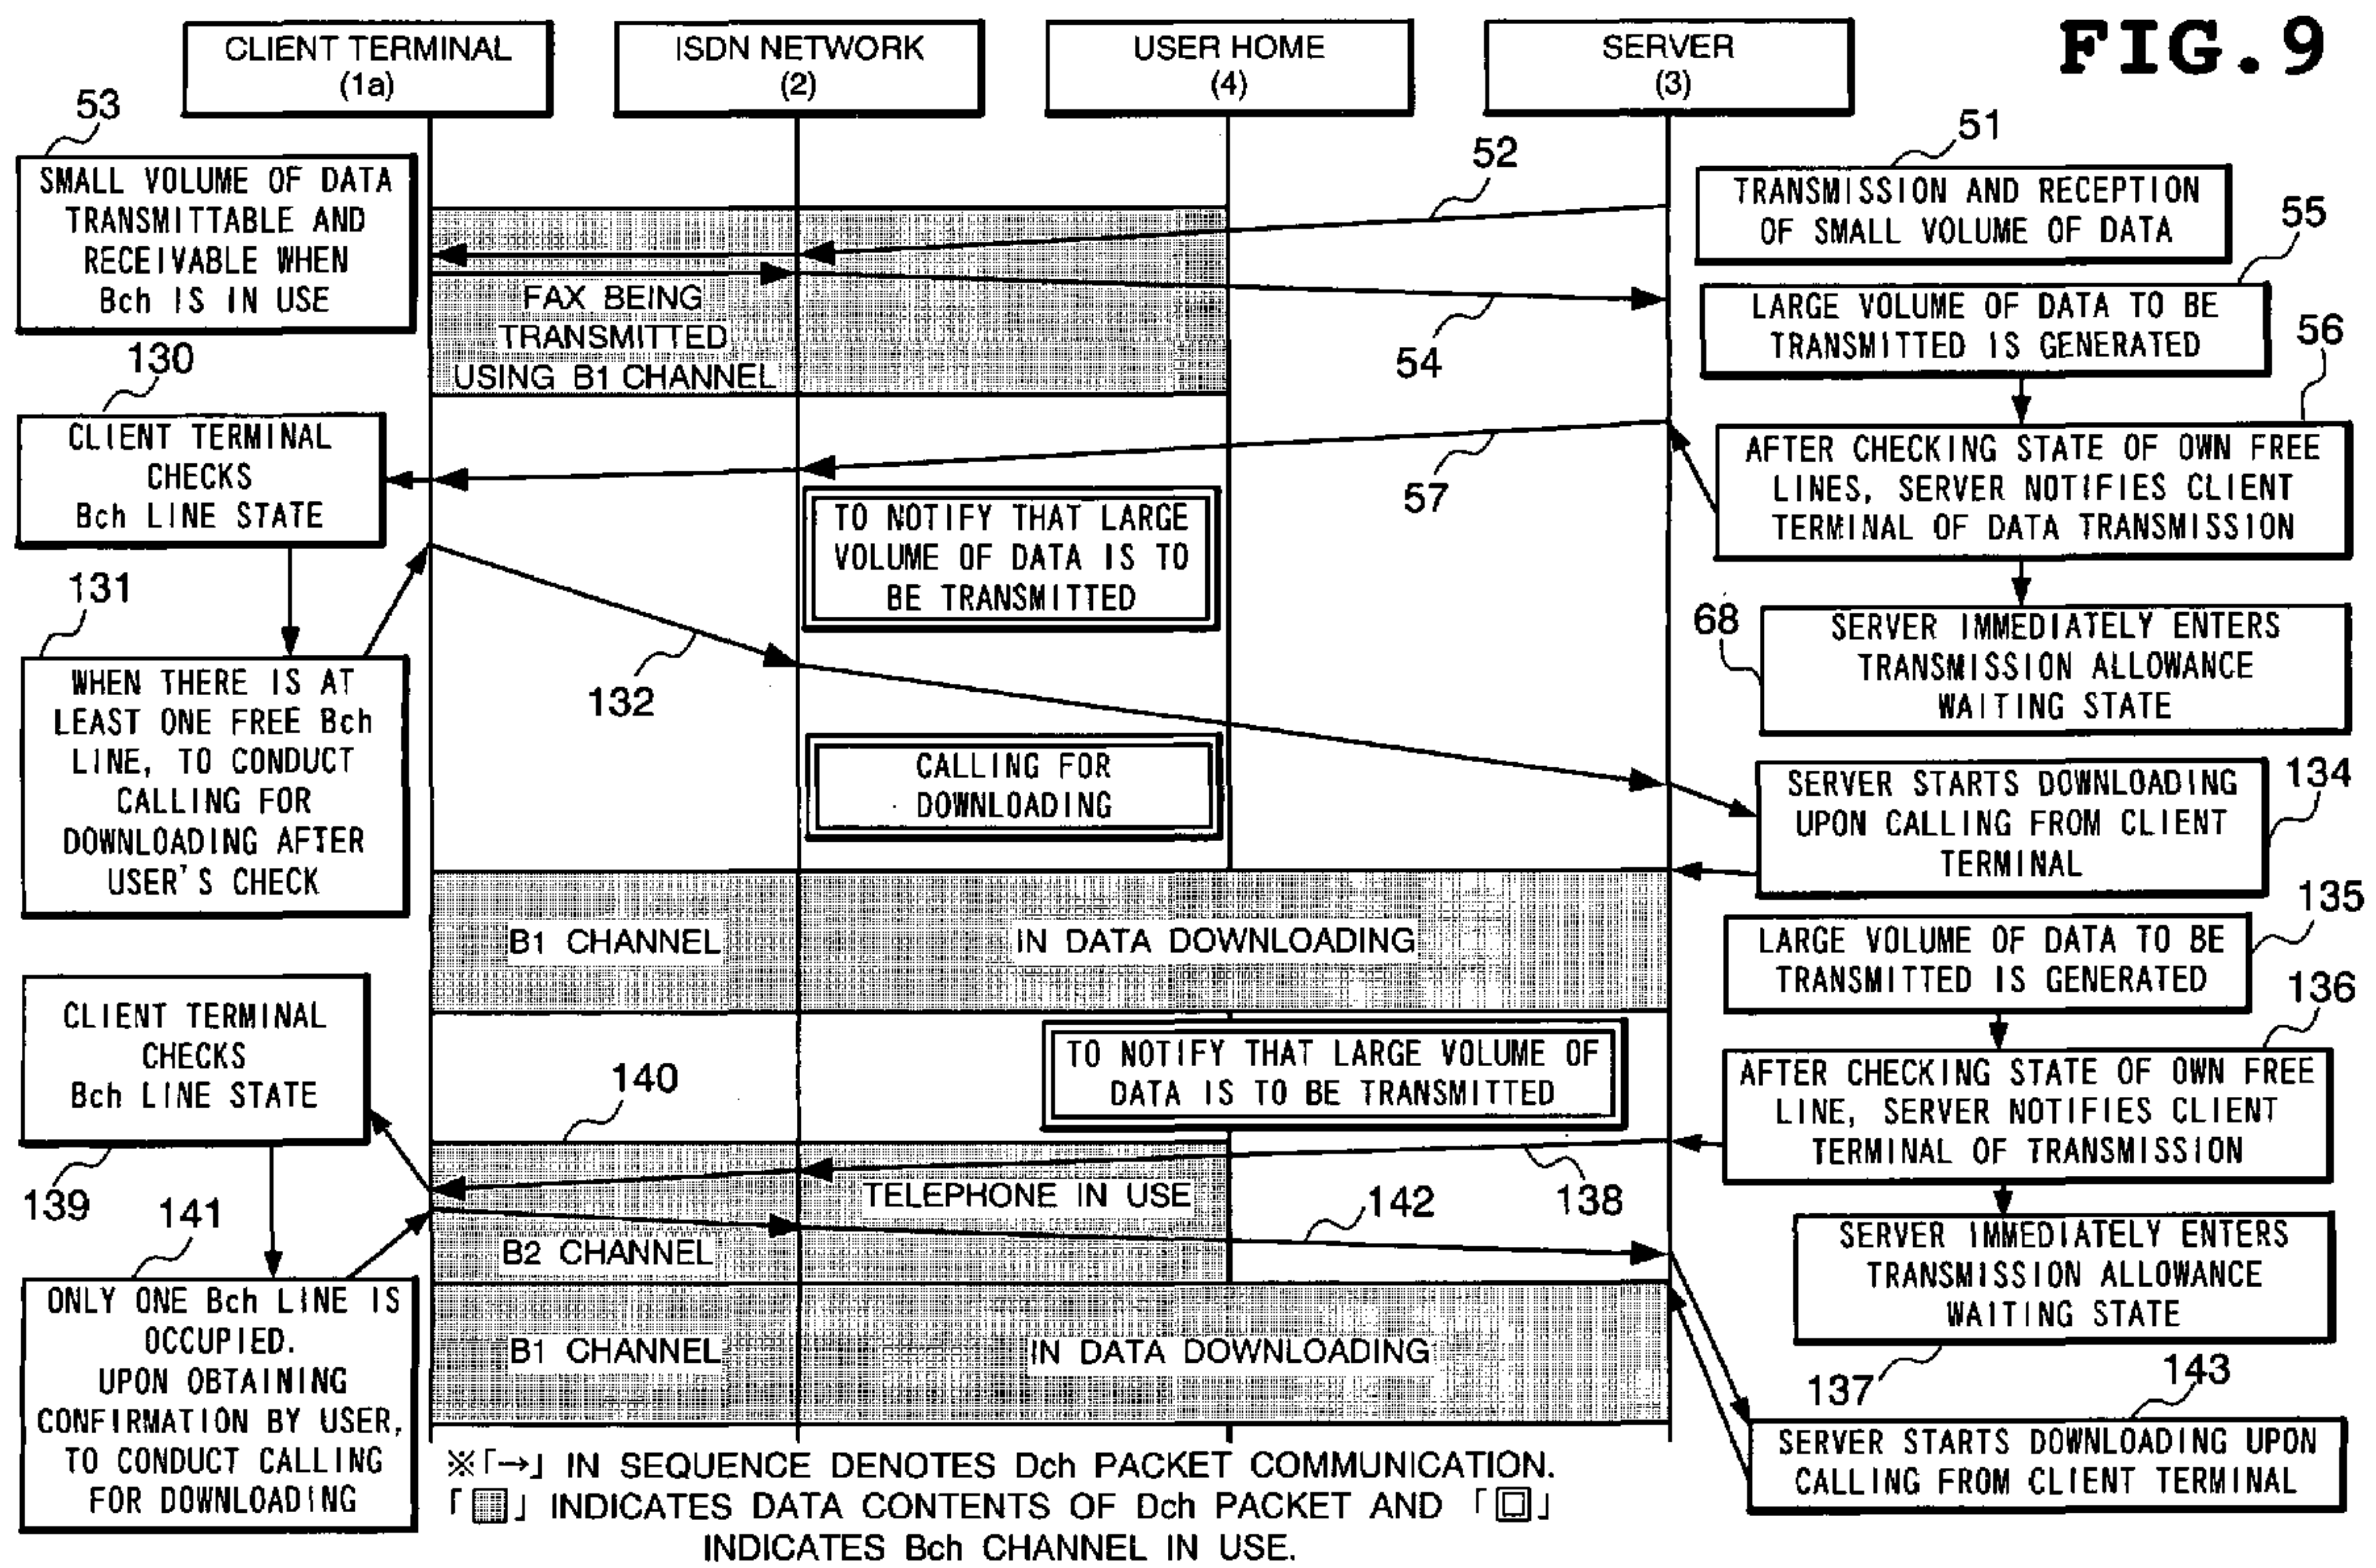 FIG.9
CLIENT TERMINAL
(1a)
ISDN NETWORK
(2)
USER HOME
(4)
SERVER
(3)
53
SMALL VOLUME OF DATA
TRANSMITTABLE AND
RECEIVABLE WHEN
Bch IS IN USE
52
51
TRANSMISSION AND RECEPTION
OF SMALL VOLUME OF DATA
55
LARGE VOLUME OF DATA TO BE
TRANSMITTED IS GENERATED
FAX BEING
TRANSMITTED
USING B1 CHANNEL
54
56
AFTER CHECKING STATE OF OWN FREE
LINES, SERVER NOTIFIES CLIENT
TERMINAL OF DATA TRANSMISSION
130
CLIENT TERMINAL
CHECKS
Bch LINE STATE
57
TO NOTIFY THAT LARGE
VOLUME OF DATA IS TO
BE TRANSMITTED
68
SERVER IMMEDIATELY ENTERS
TRANSMISSION ALLOWANCE
WAITING STATE
131
WHEN THERE IS AT
LEAST ONE FREE Bch
LINE, TO CONDUCT
CALLING FOR
DOWNLOADING AFTER
USER'S CHECK
132
CALLING FOR
DOWNLOADING
134
SERVER STARTS DOWNLOADING
UPON CALLING FROM CLIENT
TERMINAL
B1 CHANNEL
IN DATA DOWNLOADING
135
LARGE VOLUME OF DATA TO BE
TRANSMITTED IS GENERATED
136
AFTER CHECKING STATE OF OWN FREE
LINE, SERVER NOTIFIES CLIENT
TERMINAL OF TRANSMISSION
CLIENT TERMINAL
CHECKS
Bch LINE STATE
139
TO NOTIFY THAT LARGE VOLUME OF
DATA IS TO BE TRANSMITTED
140
TELEPHONE IN USE
138
142
B2 CHANNEL
SERVER IMMEDIATELY ENTERS
TRANSMISSION ALLOWANCE
WAITING STATE
137
141
ONLY ONE Bch LINE IS
OCCUPIED.
UPON OBTAINING
CONFIRMATION BY USER,
TO CONDUCT CALLING
FOR DOWNLOADING
B1 CHANNEL
IN DATA DOWNLOADING
143
SERVER STARTS DOWNLOADING UPON
CALLING FROM CLIENT TERMINAL
※「→」 IN SEQUENCE DENOTES Dch PACKET COMMUNICATION.
「▦」 INDICATES DATA CONTENTS OF Dch PACKET AND 「回」
INDICATES Bch CHANNEL IN USE.